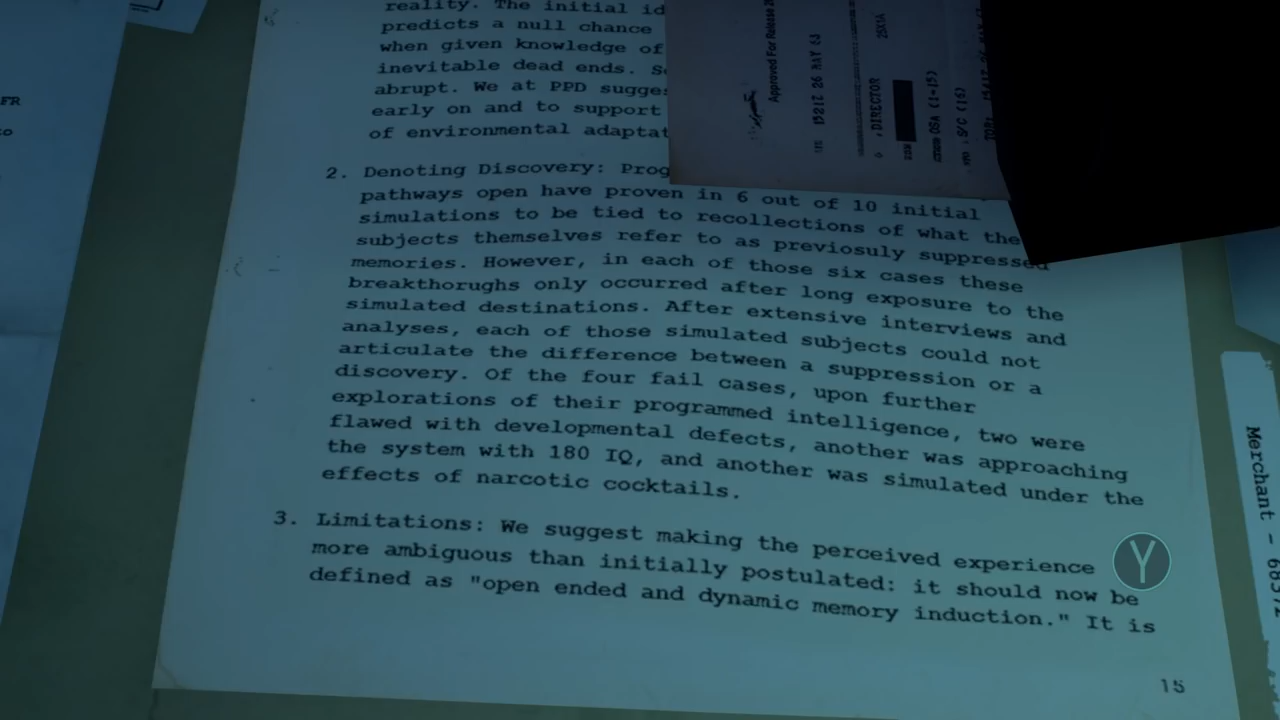 reality. The initial id
predicts a null chance
when given knowledge of
inevitable dead ends.
abrupt. We at PPD sugges
early on and to support
of environmental adaptat
2. Denoting Discovery: Prog
pathways open have proven in 6 out of 10 initial
simulations to be tied to recollections of what the
subjects themselves refer to as previosuly suppressed
memories. However, in each of those six cases these
breakthorughs only occurred after long exposure to the
simulated destinations. After extensive interviews and
analyses, each of those simulated subjects could not
articulate the difference between a suppression or a
discovery. Of the four fail cases, upon further
explorations of their programmed intelligence, two were
flawed with developmental defects, another was approaching
the system with 180 IQ, and another was simulated under the
effects of narcotic cocktails.
3. Limitations: We suggest making the perceived experience
more ambiguous than initially postulated: it should now be
defined as "open ended and dynamic memory induction." It is
15
Y
FR
Approved For Release
15212 26 MAY
25X1A
DIRECTOR
OSA (1-15)
S/C (16)
Merchant -